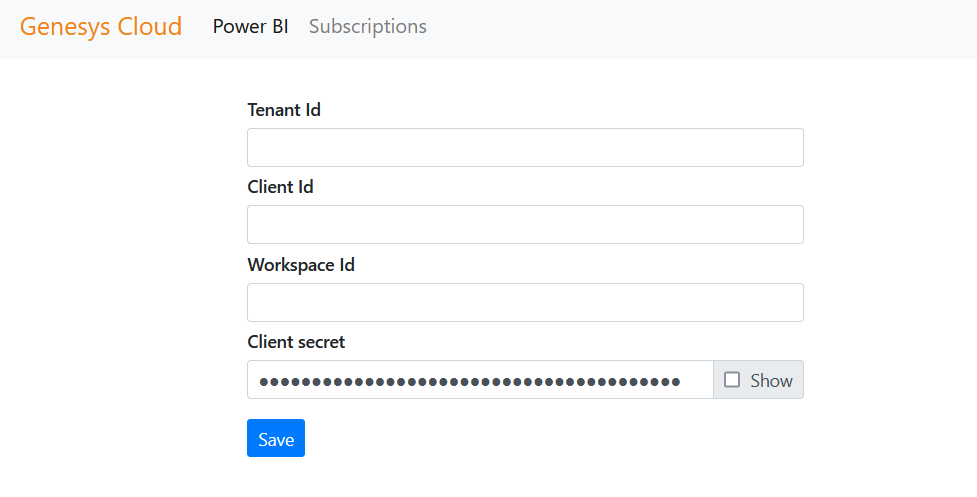 Genesys Cloud Power BI Subscriptions
Tenant Id
Client Id
Workspace Id
Client secret
●●●●●●●●●●●●●●●●●●●●●●●●●●●●●●●●●●●●●●●● Show
Save